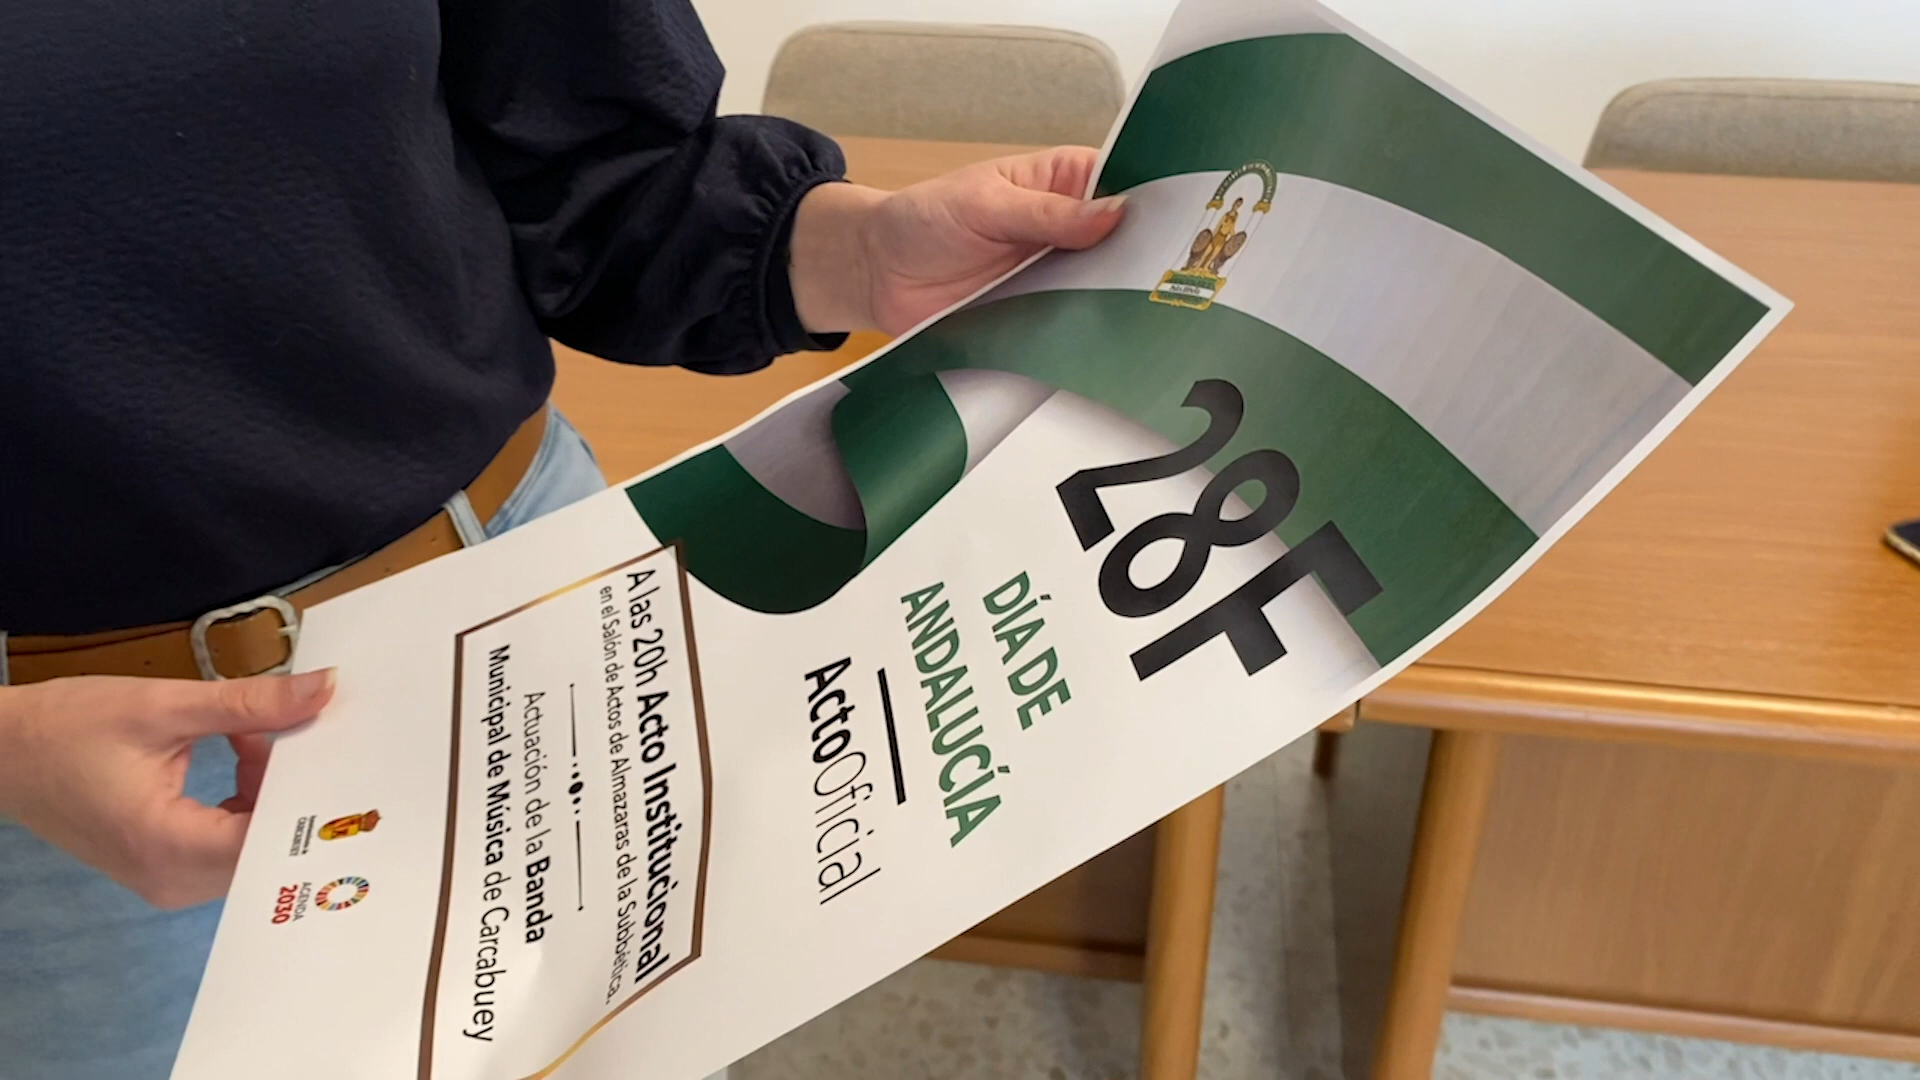 28F
DÍA DE
ANDALUCÍA
ActoOficial
A las 20h Acto Institucional
en el Salón de Actos de Almazaras de la Subbética.
Actuación de la Banda
Municipal de Música de Carcabuey
CARCABUEY
AGENDA
2030